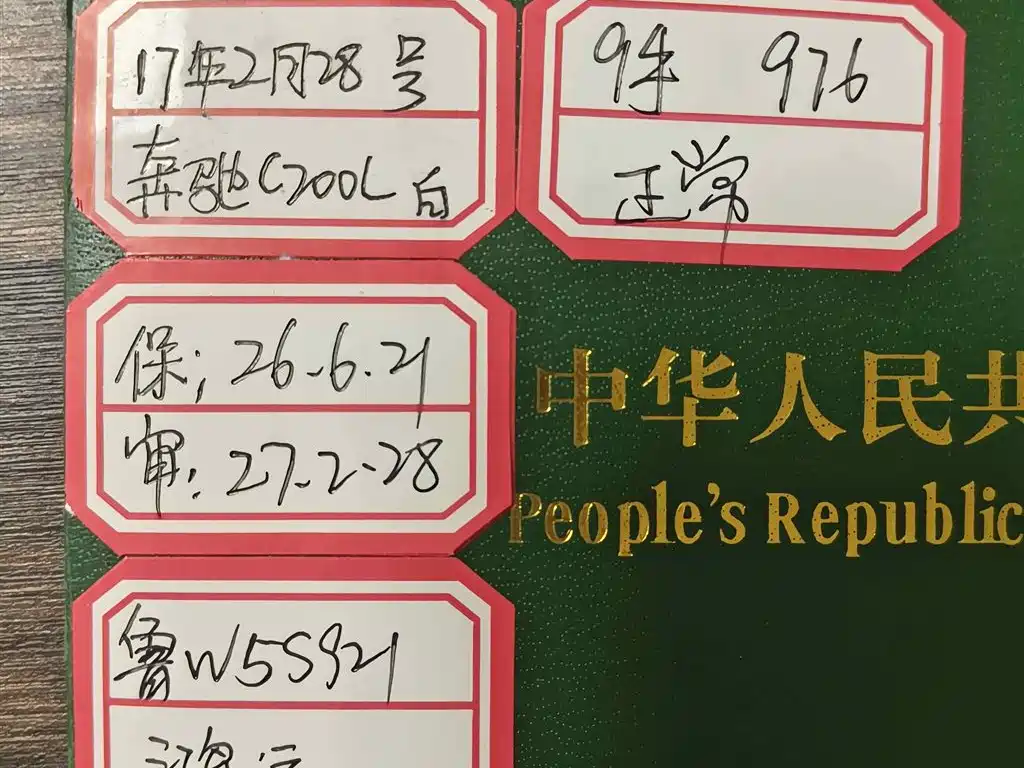 17年2月28号
奔驰C200L 白
9手 976
正常
保:26.6.21
审:27.2.28
鲁W5S921
中华人民共
People's Republic